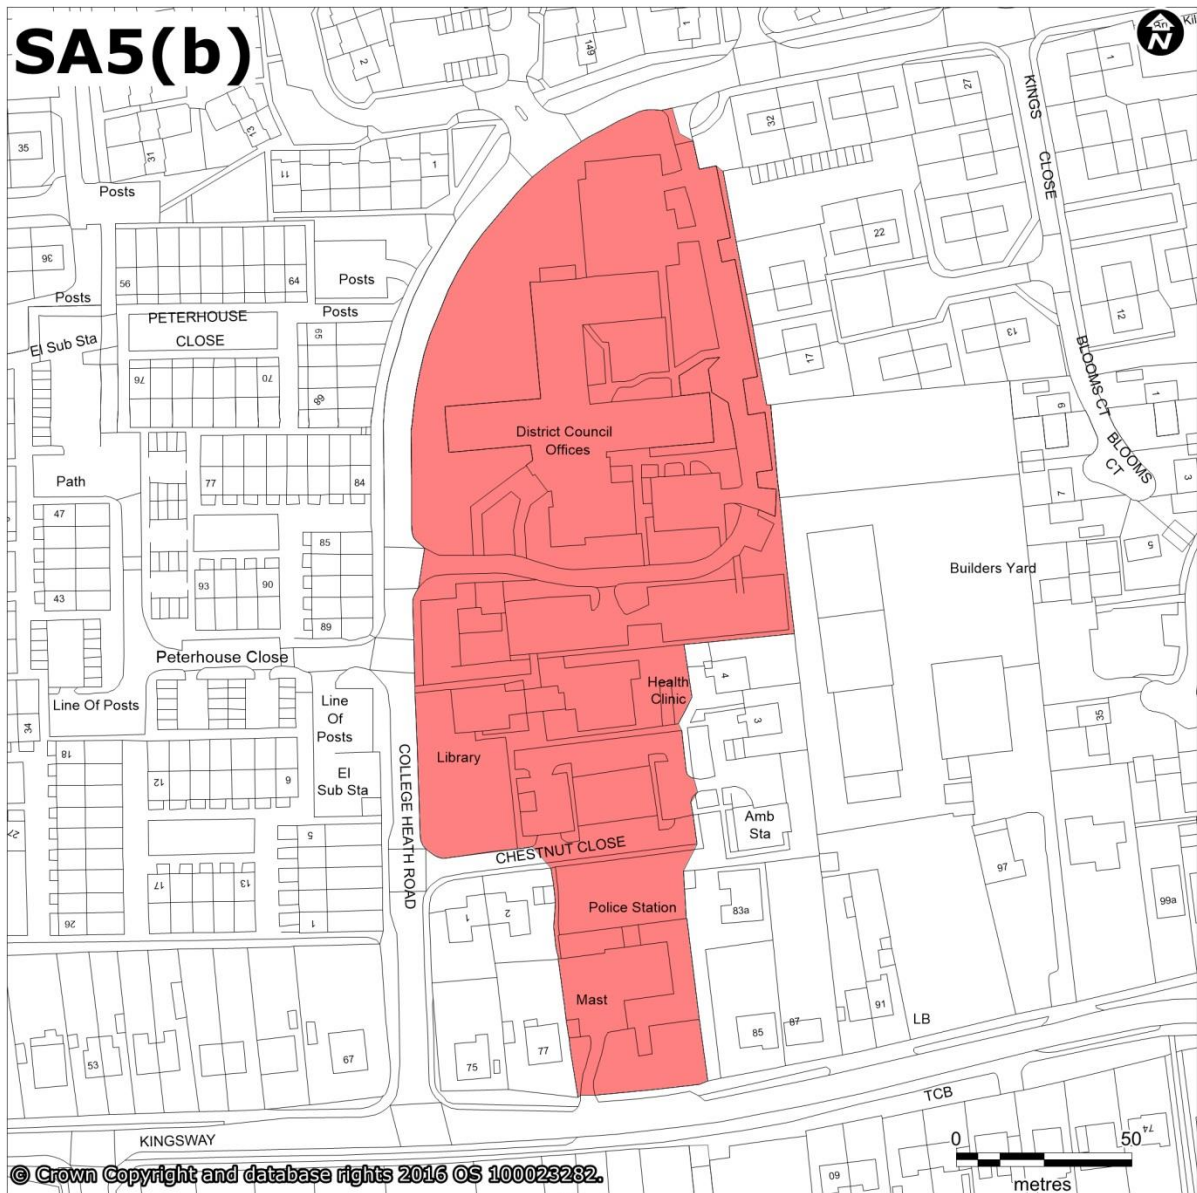 SA5(b)
N
KINGS CLOSE
2
149
1
27
1
35
31
13
11
1
32
Posts
36
56
64
Posts
22
Posts
Posts
PETERHOUSE
CLOSE
65
El Sub Sta
76
70
68
17
13
12
BLOOMS CT
District Council
Offices
9
1
BLOOMS
CT
77
84
Path
7
3
47
85
5
93
90
Builders Yard
43
89
Peterhouse Close
Health
Clinic
4
Line Of Posts
Line
Of
Posts
34
3
35
18
12
6
Library
El
Sub Sta
COLLEGE HEATH ROAD
Amb
Sta
27
5
CHESTNUT CLOSE
97
17
13
1
2
Police Station
83a
99a
26
1
Mast
91
LB
53
67
75
77
85
87
TCB
KINGSWAY
74
0
50
metres
© Crown Copyright and database rights 2016 OS 100023282.